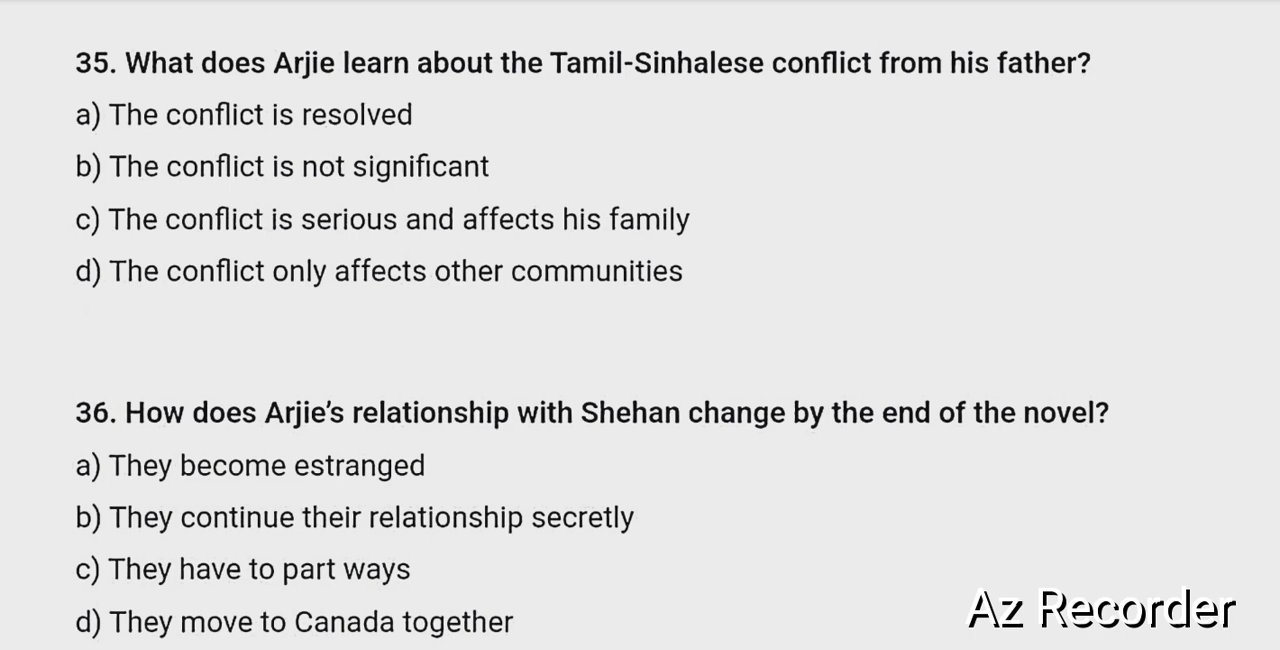 35. What does Arjie learn about the Tamil-Sinhalese conflict from his father?
a) The conflict is resolved
b) The conflict is not significant
c) The conflict is serious and affects his family
d) The conflict only affects other communities
36. How does Arjie’s relationship with Shehan change by the end of the novel?
a) They become estranged
b) They continue their relationship secretly
c) They have to part ways
d) They move to Canada together
Az Recorder